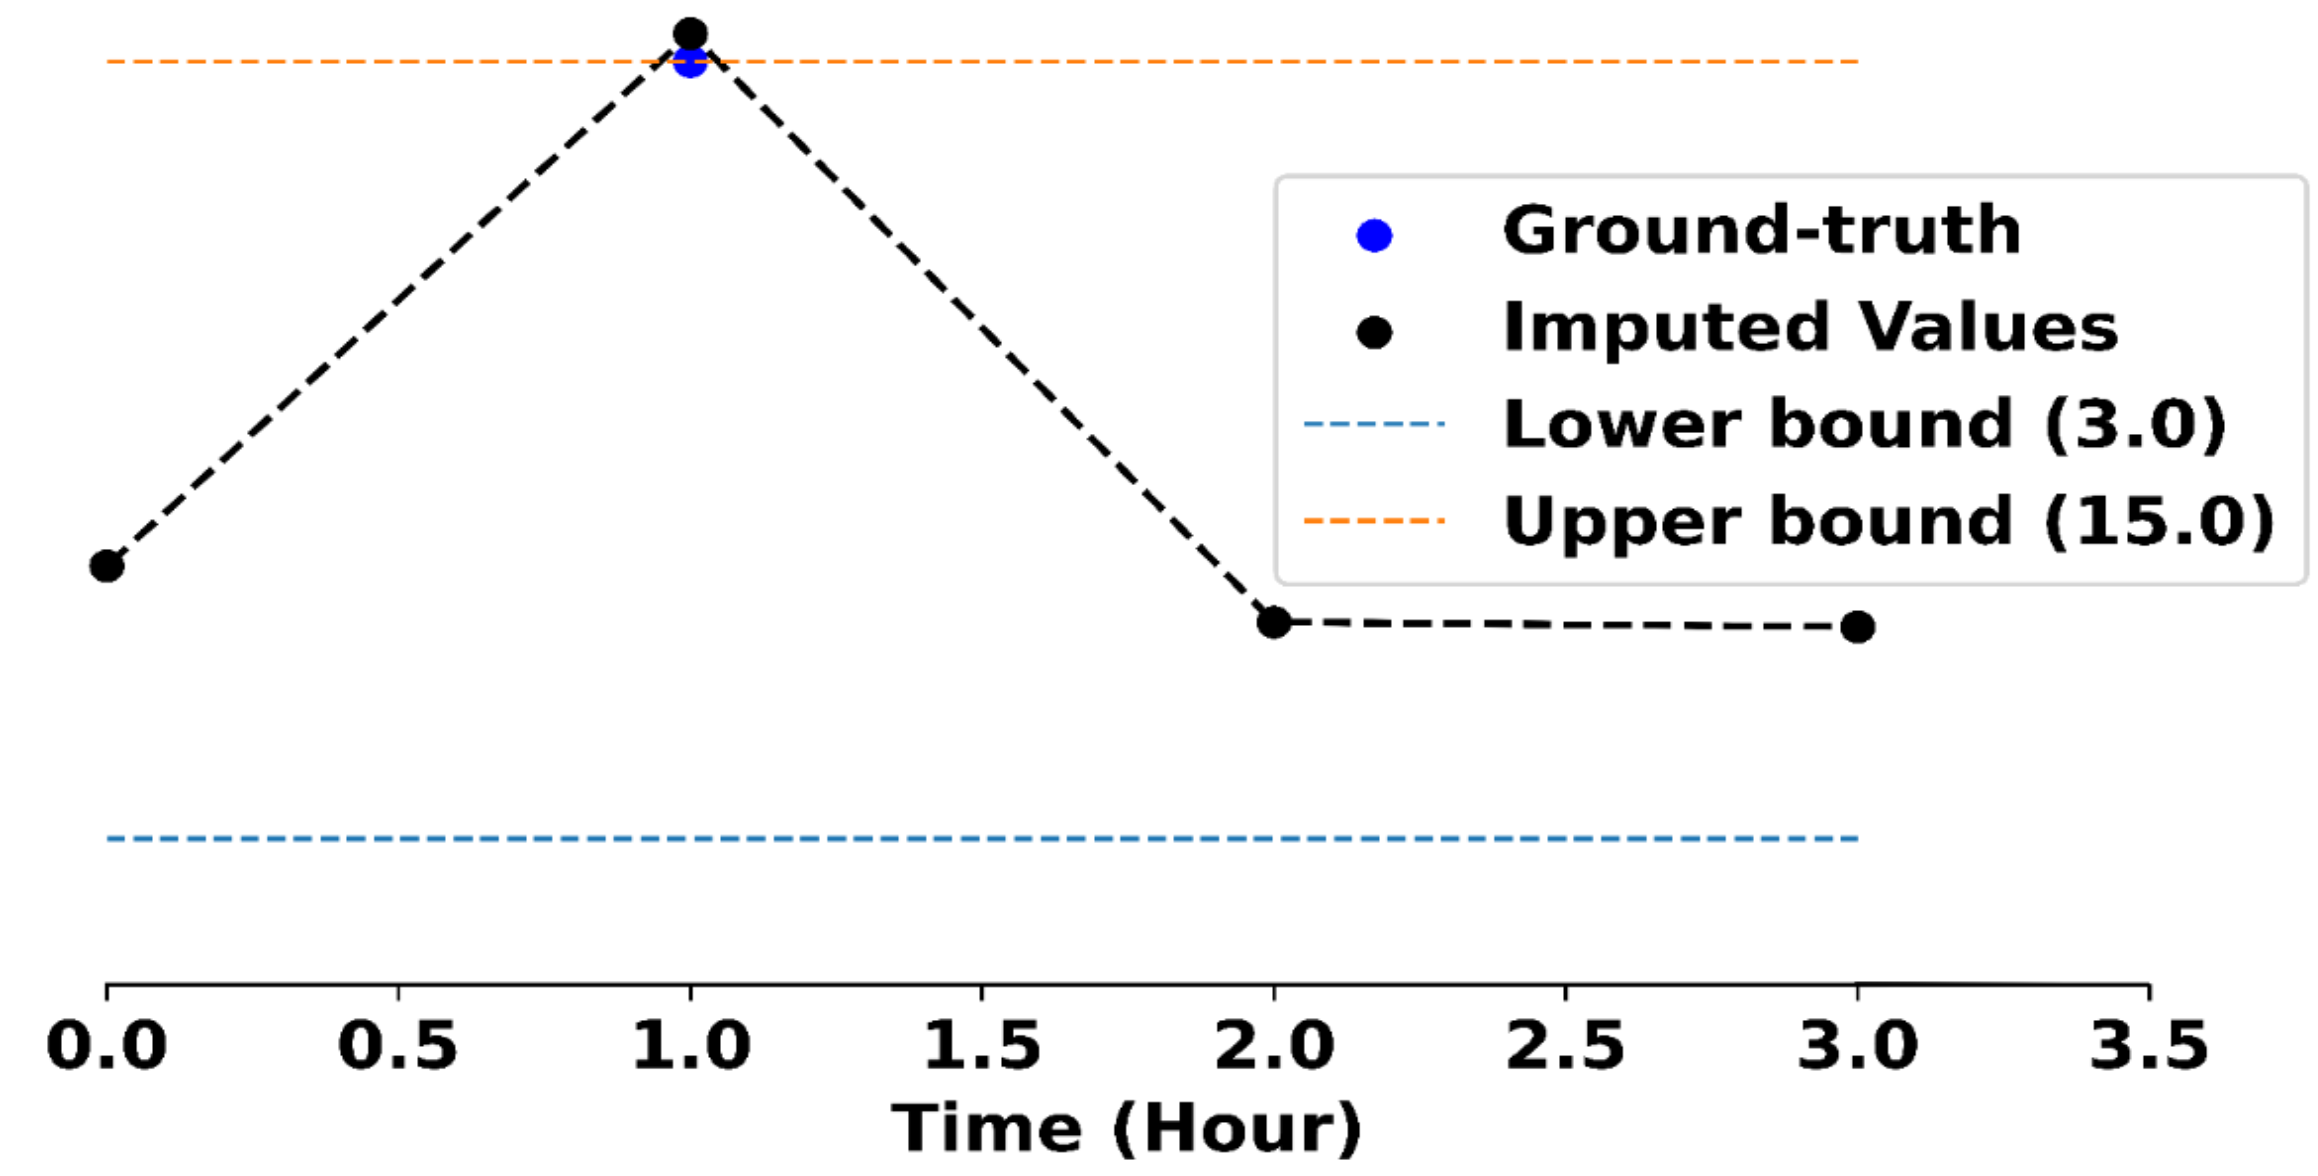 Ground-truth
Imputed Values
Lower bound (3.0)
Upper bound (15.0)
0.0 0.5 1.0 1.5 2.0 2.5 3.0 3.5
Time (Hour)